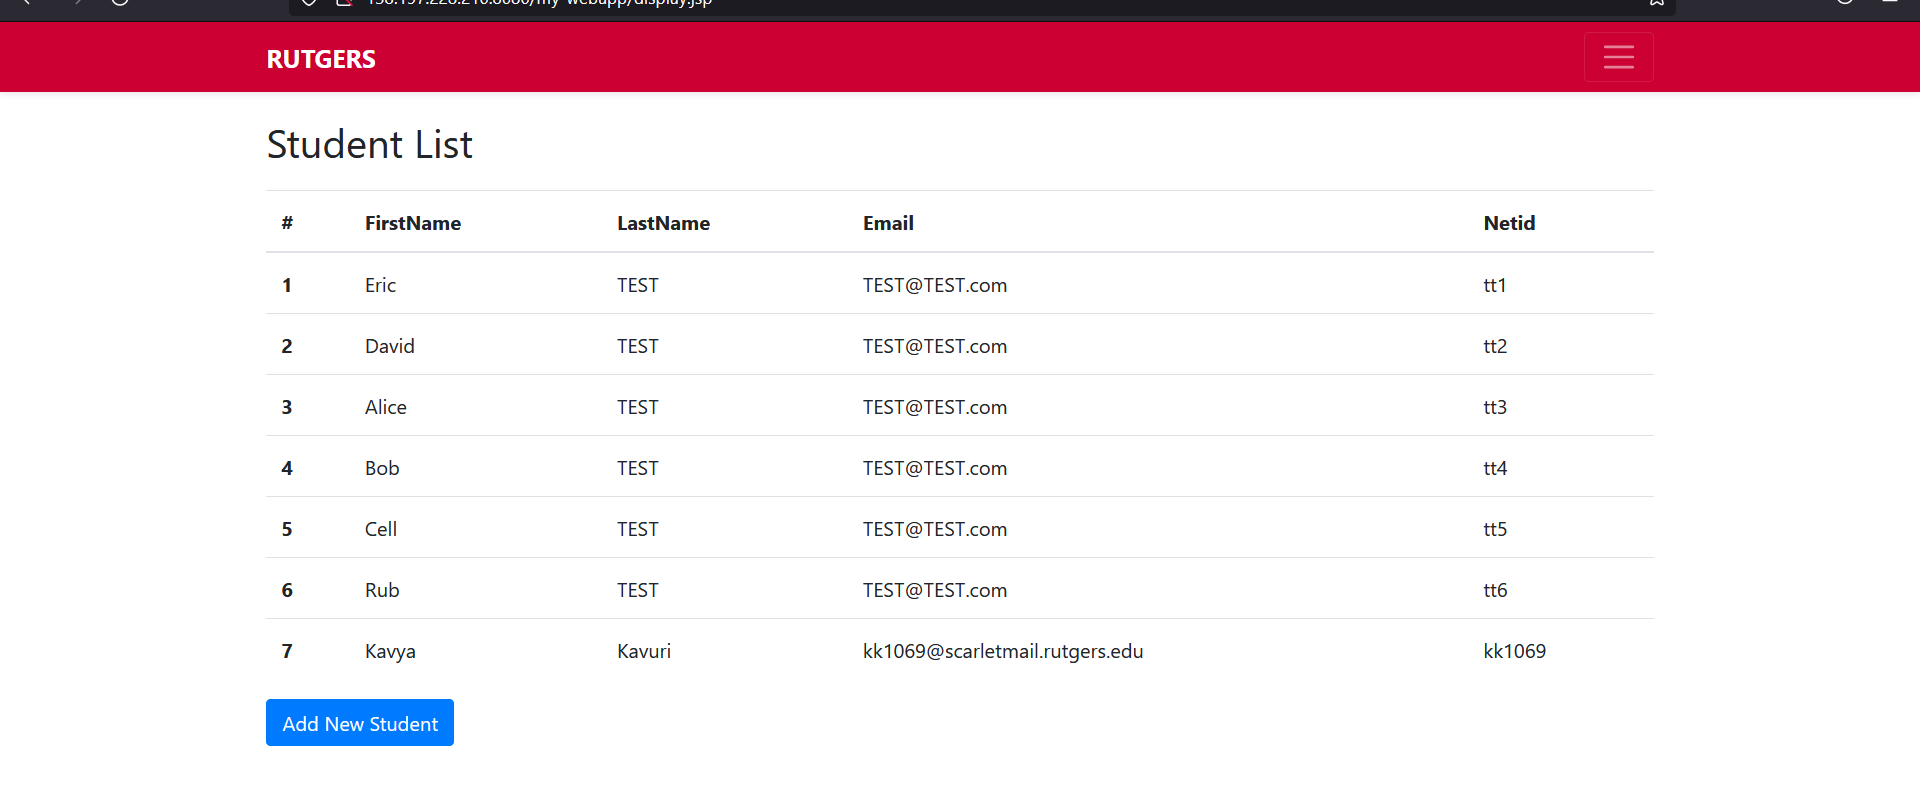 /my-webapp/display.jsp
RUTGERS
Student List
# FirstName LastName Email Netid
1 Eric TEST TEST@TEST.com tt1
2 David TEST TEST@TEST.com tt2
3 Alice TEST TEST@TEST.com tt3
4 Bob TEST TEST@TEST.com tt4
5 Cell TEST TEST@TEST.com tt5
6 Rub TEST TEST@TEST.com tt6
7 Kavya Kavuri kk1069@scarletmail.rutgers.edu kk1069
Add New Student